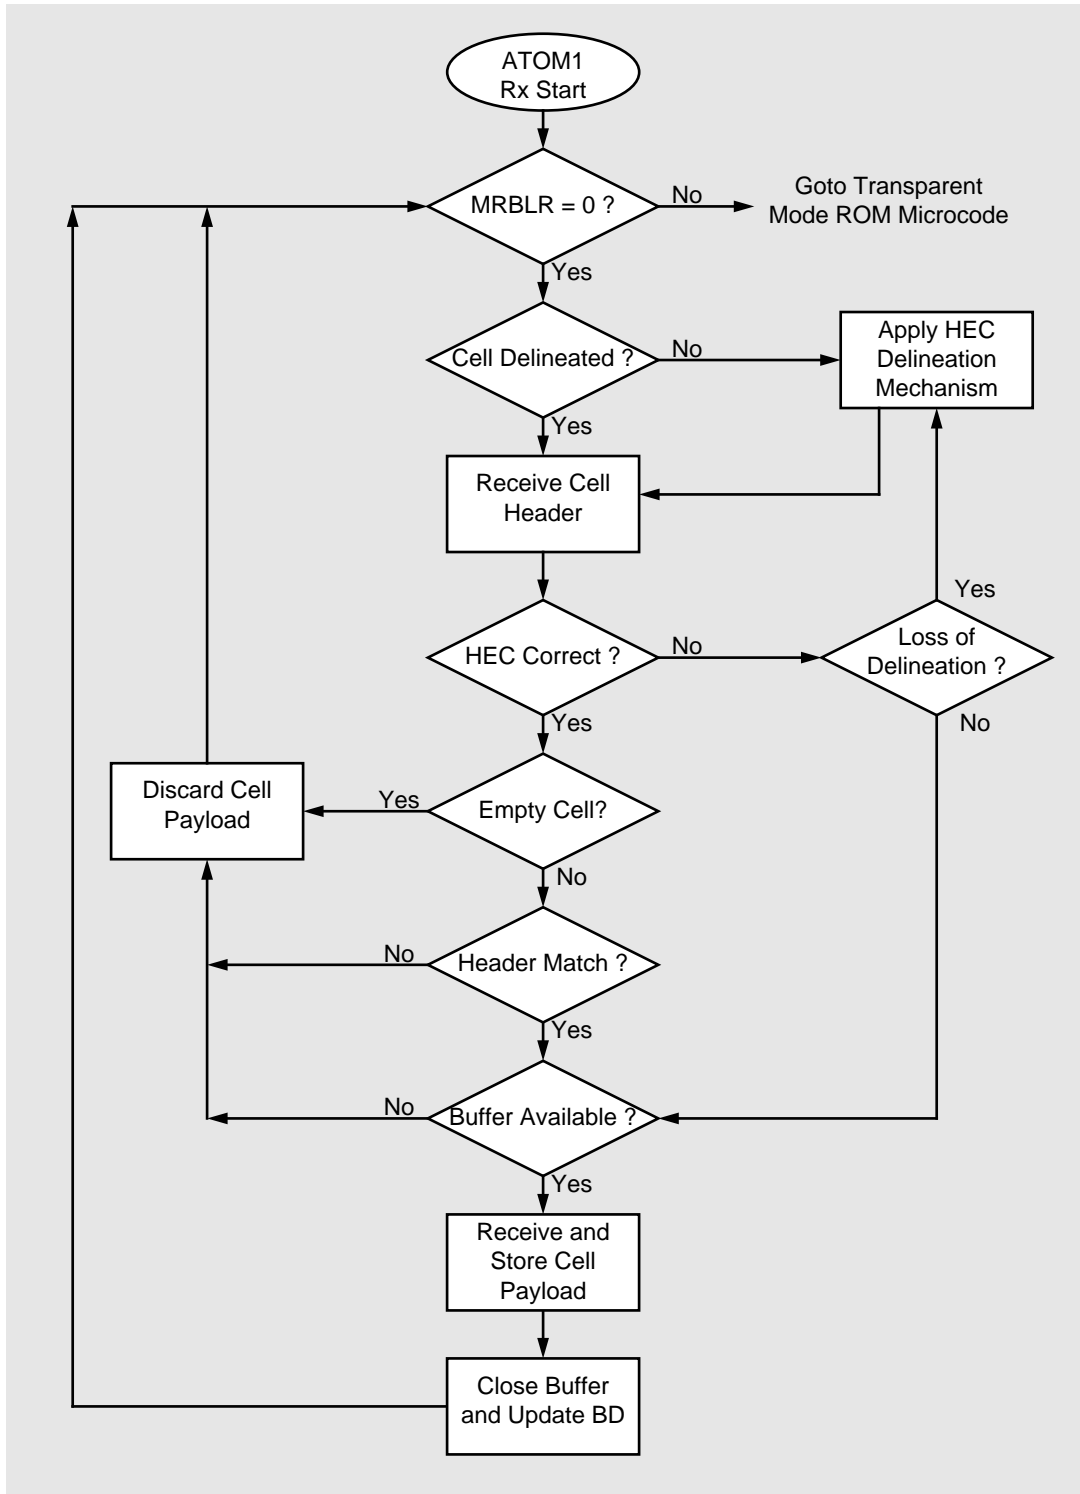 ATOM1
Rx Start
MRBLR = 0 ?
No
Goto Transparent
Mode ROM Microcode
Yes
Cell Delineated ?
No
Apply HEC
Delineation
Mechanism
Yes
Receive Cell
Header
HEC Correct ?
No
Yes
Loss of
Delineation ?
No
Yes
Discard Cell
Payload
Yes
Empty Cell?
No
No
Header Match ?
Yes
No
Buffer Available ?
Yes
Receive and
Store Cell
Payload
Close Buffer
and Update BD